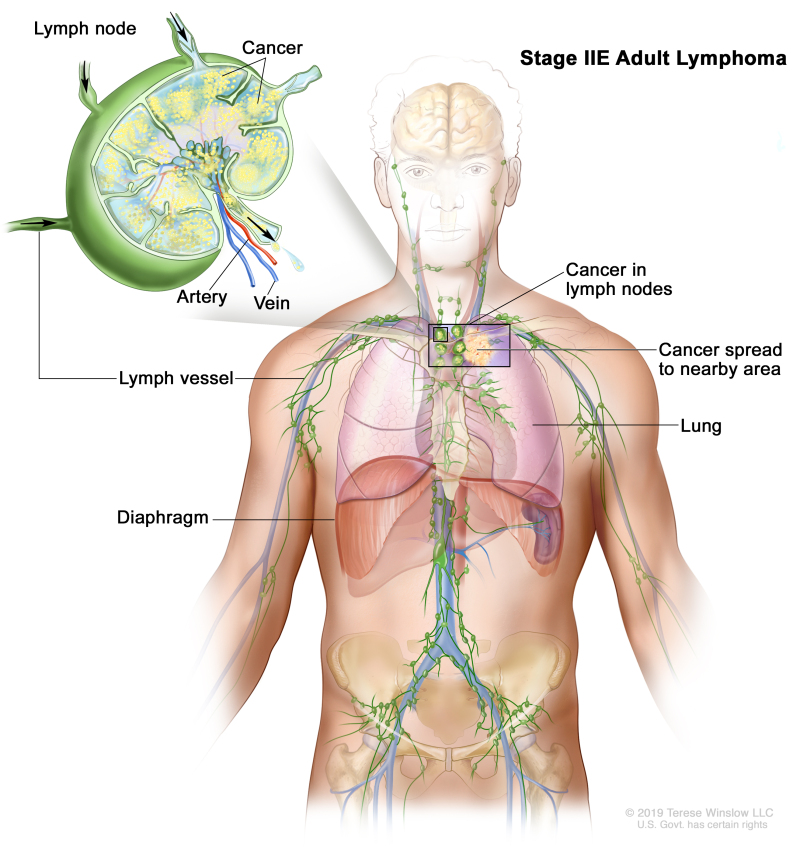 Stage IIE Adult Lymphoma
Lymph node
Cancer
Artery
Vein
Cancer in
lymph nodes
Cancer spread
to nearby area
Lymph vessel
Lung
Diaphragm
© 2019 Terese Winslow LLC
U.S. Govt. has certain rights